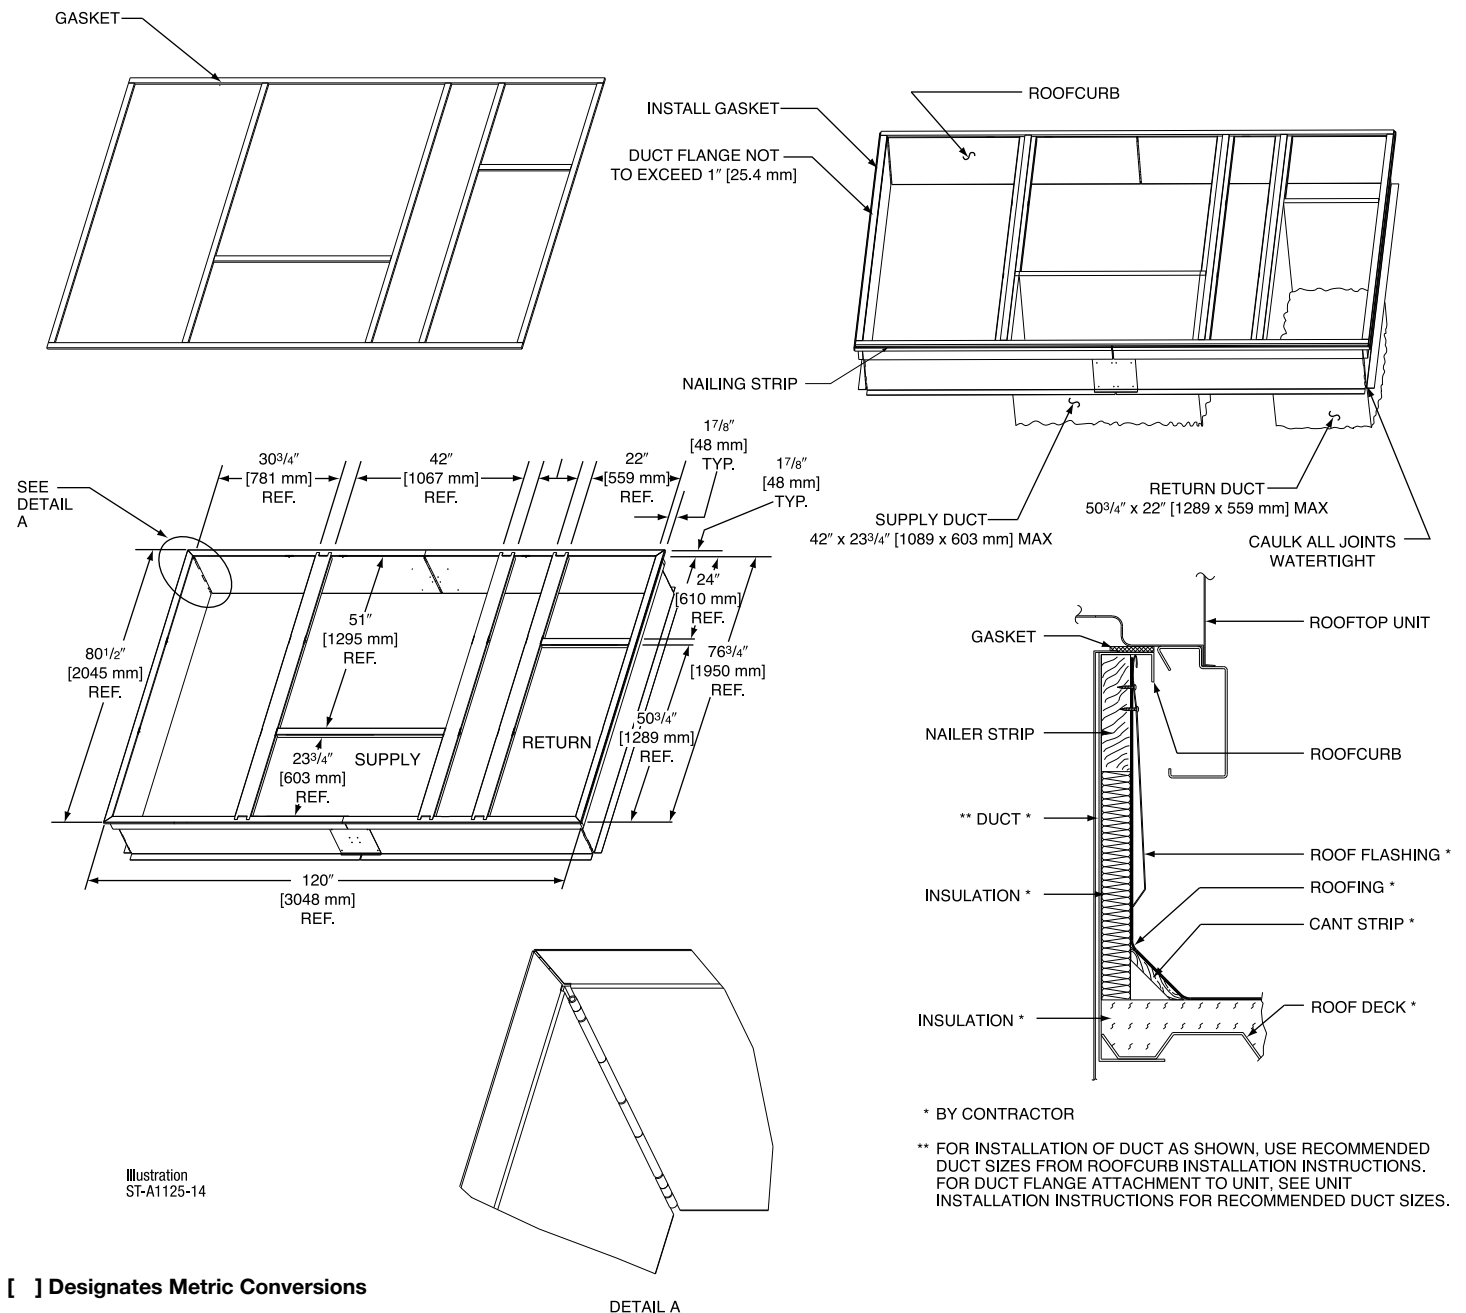 GASKET
INSTALL GASKET
ROOFCURB
DUCT FLANGE NOT
TO EXCEED 1" [25.4 mm]
NAILING STRIP
SUPPLY DUCT
42" x 233/4" [1089 x 603 mm] MAX
RETURN DUCT
503/4" x 22" [1289 x 559 mm] MAX
CAULK ALL JOINTS
WATERTIGHT
SEE
DETAIL
A
303/4"
[781 mm]
REF.
42"
[1067 mm]
REF.
22"
[559 mm]
REF.
17/8"
[48 mm]
TYP.
17/8"
[48 mm]
TYP.
801/2"
[2045 mm]
REF.
51"
[1295 mm]
REF.
24"
[610 mm]
REF.
763/4"
[1950 mm]
REF.
503/4"
[1289 mm]
REF.
233/4"
[603 mm]
REF.
SUPPLY
RETURN
120"
[3048 mm]
REF.
GASKET
ROOFTOP UNIT
NAILER STRIP
ROOFCURB
** DUCT *
ROOF FLASHING *
INSULATION *
ROOFING *
CANT STRIP *
INSULATION *
ROOF DECK *
* BY CONTRACTOR
** FOR INSTALLATION OF DUCT AS SHOWN, USE RECOMMENDED
DUCT SIZES FROM ROOFCURB INSTALLATION INSTRUCTIONS.
FOR DUCT FLANGE ATTACHMENT TO UNIT, SEE UNIT
INSTALLATION INSTRUCTIONS FOR RECOMMENDED DUCT SIZES.
Illustration
ST-A1125-14
[ ] Designates Metric Conversions
DETAIL A